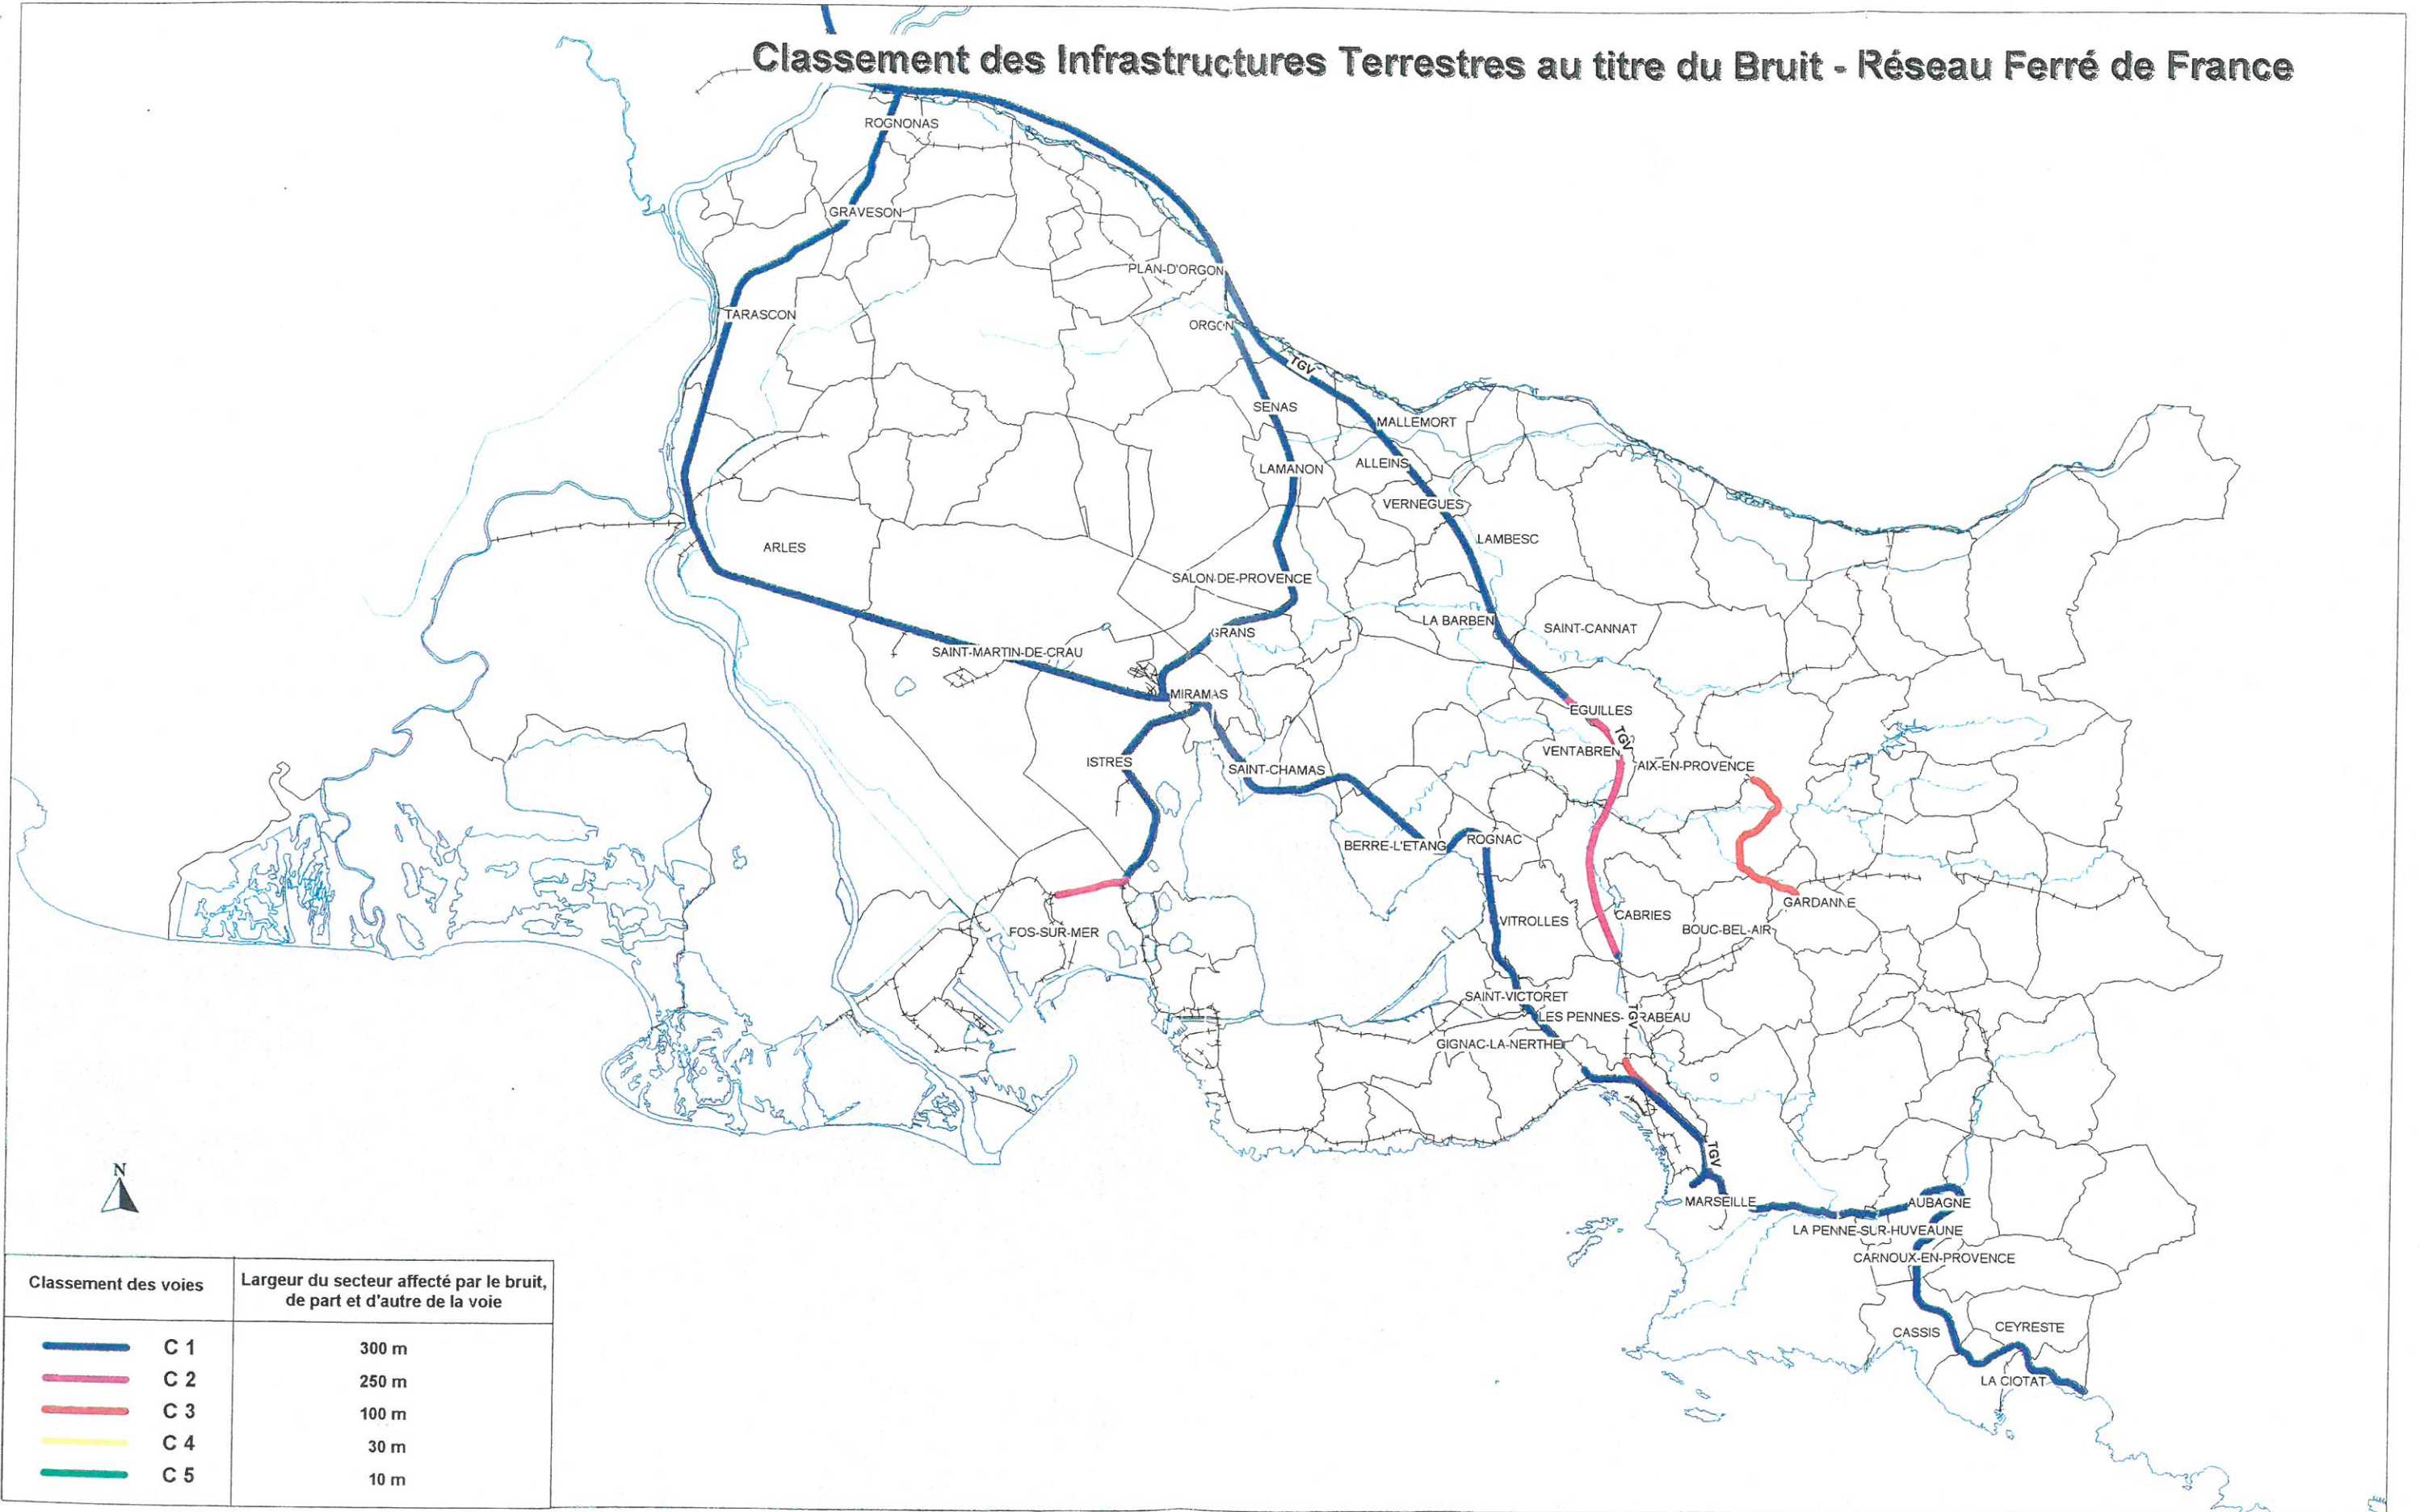 Classement des Infrastructures Terrestres au titre du Bruit - Réseau Ferré de France
ROGNONAS
GRAVESON
PLAN-D'ORGON
TARASCON
ORGON
TGV
SENAS
MALLEMORT
LAMANON
ALLEINS
VERNEGUES
LAMBESC
ARLES
SALON-DE-PROVENCE
LA BARBEN
SAINT-CANNAT
GRANS
SAINT-MARTIN-DE-CRAU
MIRAMAS
EGUILLES
TGV
VENTABREN
ISTRES
SAINT-CHAMAS
AIX-EN-PROVENCE
ROGNAC
BERRE-L'ETANG
GARDANNE
CABRIES
VITROLLES
BOUC-BEL-AIR
FOS-SUR-MER
SAINT-VICTORET
TGV
LES PENNES- RABEAU
GIGNAC-LA-NERTHE
TGV
N
MARSEILLE
AUBAGNE
LA PENNE-SUR-HUVEAUNE
CARNOUX-EN-PROVENCE
CASSIS
CEYRESTE
LA CIOTAT
Classement des voies
Largeur du secteur affecté par le bruit,
de part et d'autre de la voie
C 1 300 m
C 2 250 m
C 3 100 m
C 4 30 m
C 5 10 m